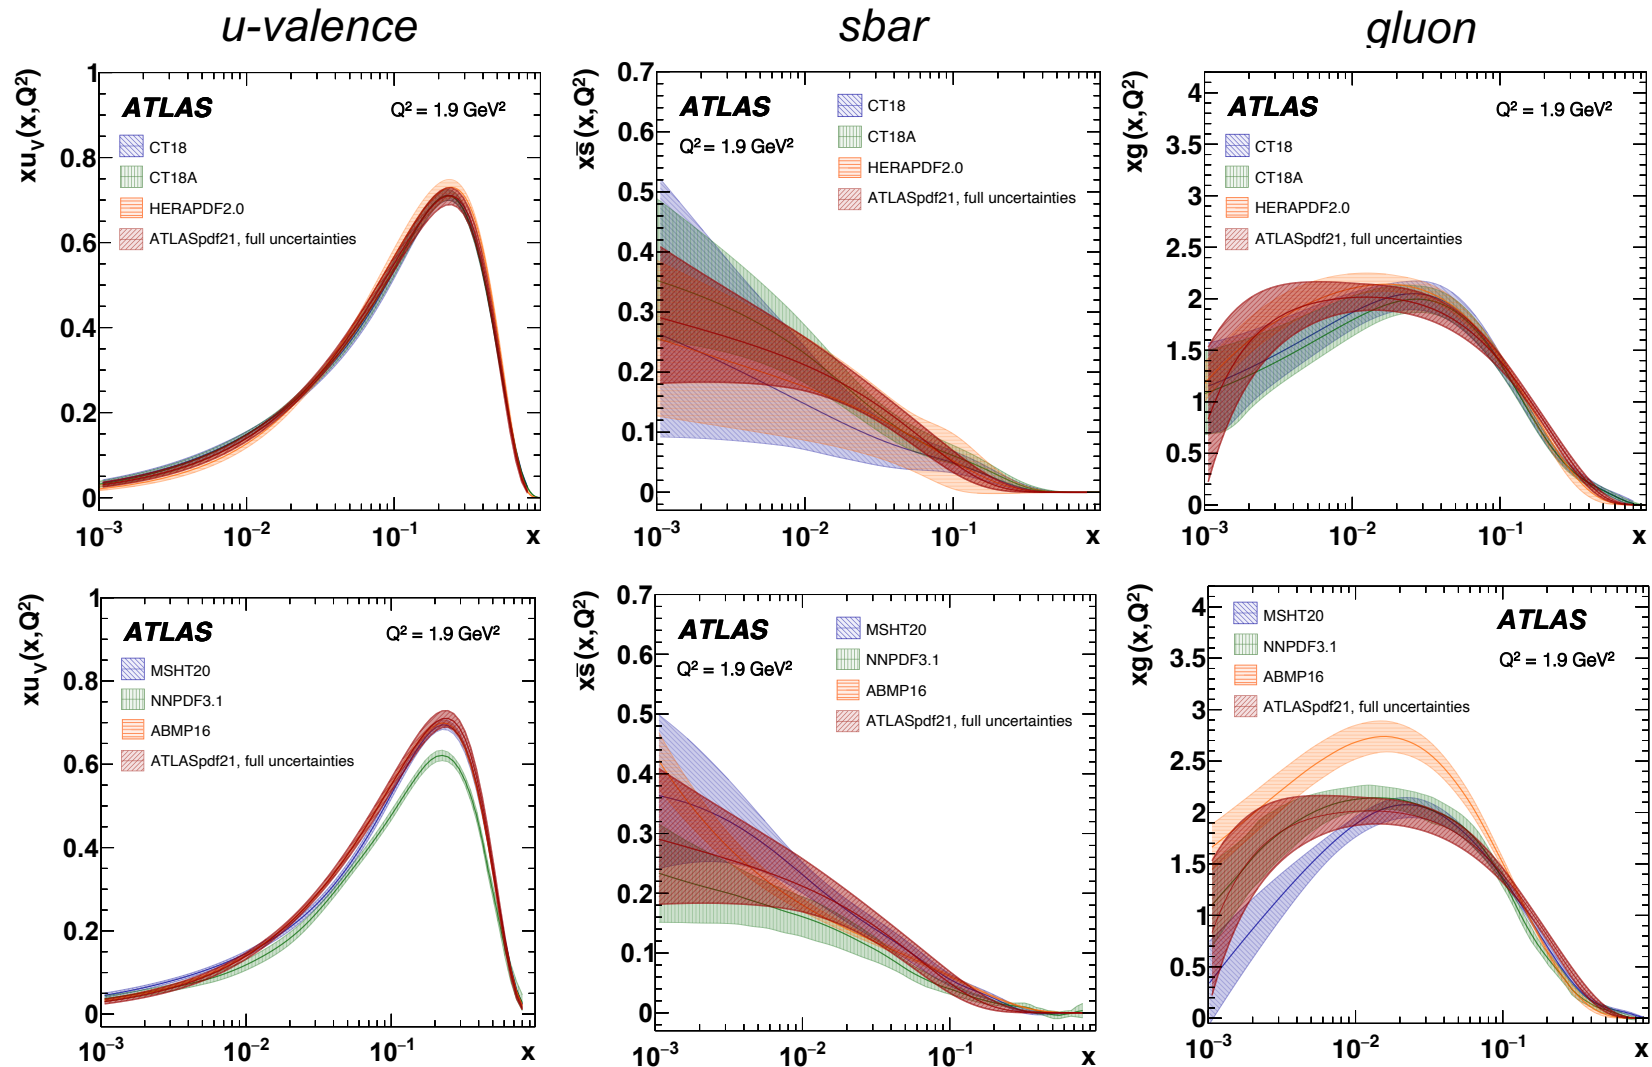 u-valence
sbar
gluon
xu_V(x,Q²)
1
0.8
0.6
0.4
0.2
0
ATLAS
Q² = 1.9 GeV²
CT18
CT18A
HERAPDF2.0
ATLASpdf21, full uncertainties
10⁻³
10⁻²
10⁻¹
x
xs̅(x,Q²)
0.7
0.6
0.5
0.4
0.3
0.2
0.1
0
ATLAS
Q² = 1.9 GeV²
CT18
CT18A
HERAPDF2.0
ATLASpdf21, full uncertainties
10⁻³
10⁻²
10⁻¹
x
xg(x,Q²)
4
3.5
3
2.5
2
1.5
1
0.5
0
ATLAS
Q² = 1.9 GeV²
CT18
CT18A
HERAPDF2.0
ATLASpdf21, full uncertainties
10⁻³
10⁻²
10⁻¹
x
xu_V(x,Q²)
1
0.8
0.6
0.4
0.2
0
ATLAS
Q² = 1.9 GeV²
MSHT20
NNPDF3.1
ABMP16
ATLASpdf21, full uncertainties
10⁻³
10⁻²
10⁻¹
x
xs̅(x,Q²)
0.7
0.6
0.5
0.4
0.3
0.2
0.1
0
ATLAS
Q² = 1.9 GeV²
MSHT20
NNPDF3.1
ABMP16
ATLASpdf21, full uncertainties
10⁻³
10⁻²
10⁻¹
x
xg(x,Q²)
4
3.5
3
2.5
2
1.5
1
0.5
0
MSHT20
NNPDF3.1
ABMP16
ATLASpdf21, full uncertainties
ATLAS
Q² = 1.9 GeV²
10⁻³
10⁻²
10⁻¹
x